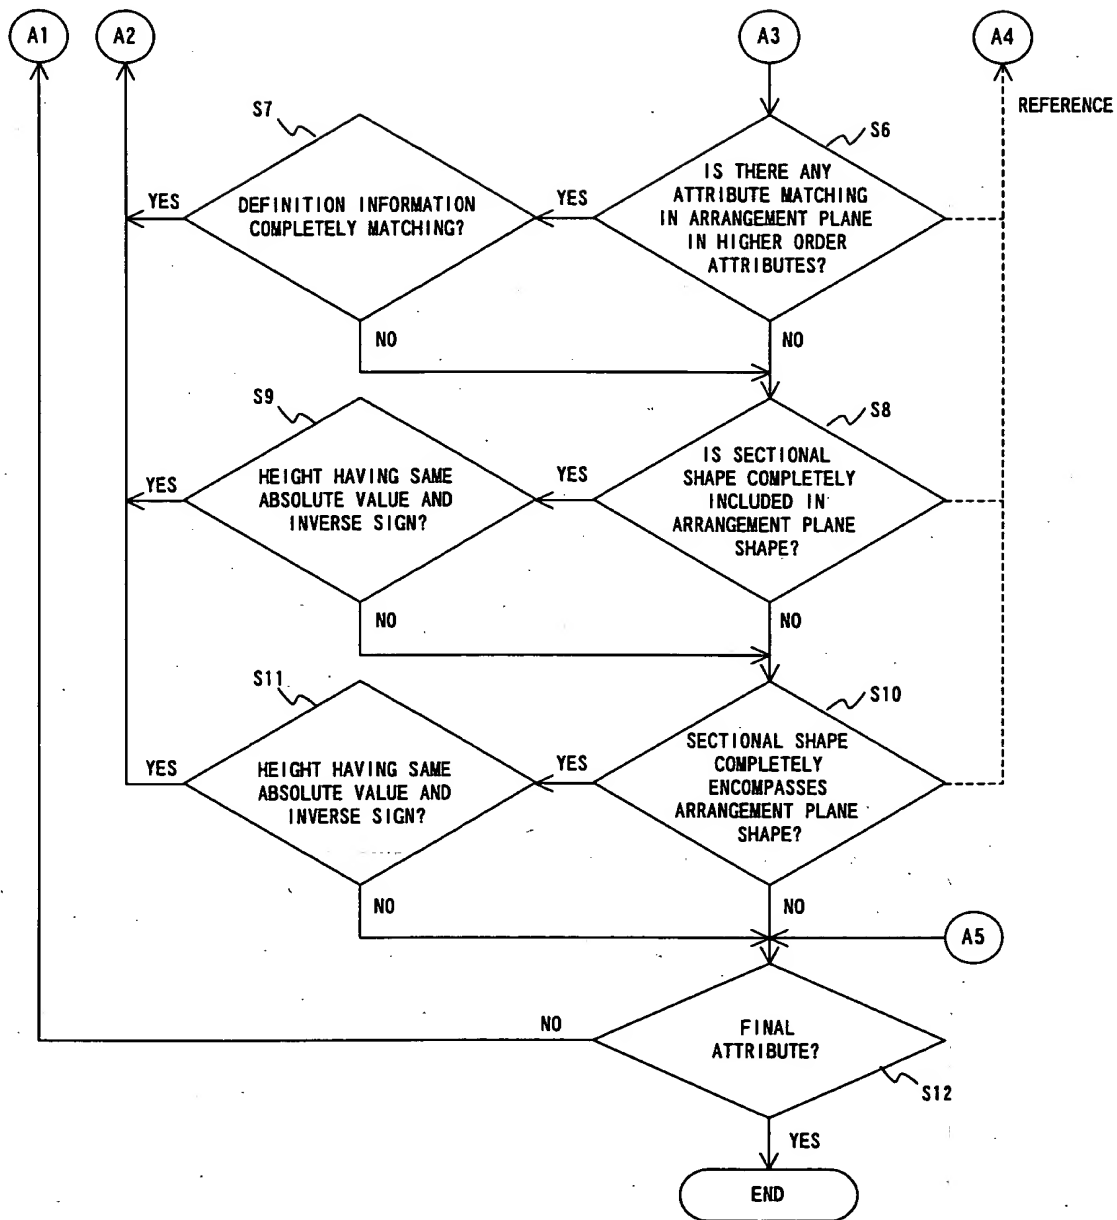 A1
A2
A3
A4
REFERENCE
S7
S6
DEFINITION INFORMATION
COMPLETELY MATCHING?
YES
NO
IS THERE ANY
ATTRIBUTE MATCHING
IN ARRANGEMENT PLANE
IN HIGHER ORDER
ATTRIBUTES?
YES
NO
S9
S8
HEIGHT HAVING SAME
ABSOLUTE VALUE AND
INVERSE SIGN?
YES
NO
IS SECTIONAL
SHAPE COMPLETELY
INCLUDED IN
ARRANGEMENT PLANE
SHAPE?
YES
NO
S11
S10
HEIGHT HAVING SAME
ABSOLUTE VALUE AND
INVERSE SIGN?
YES
NO
SECTIONAL SHAPE
COMPLETELY
ENCOMPASSES
ARRANGEMENT PLANE
SHAPE?
YES
NO
A5
FINAL
ATTRIBUTE?
NO
S12
YES
END